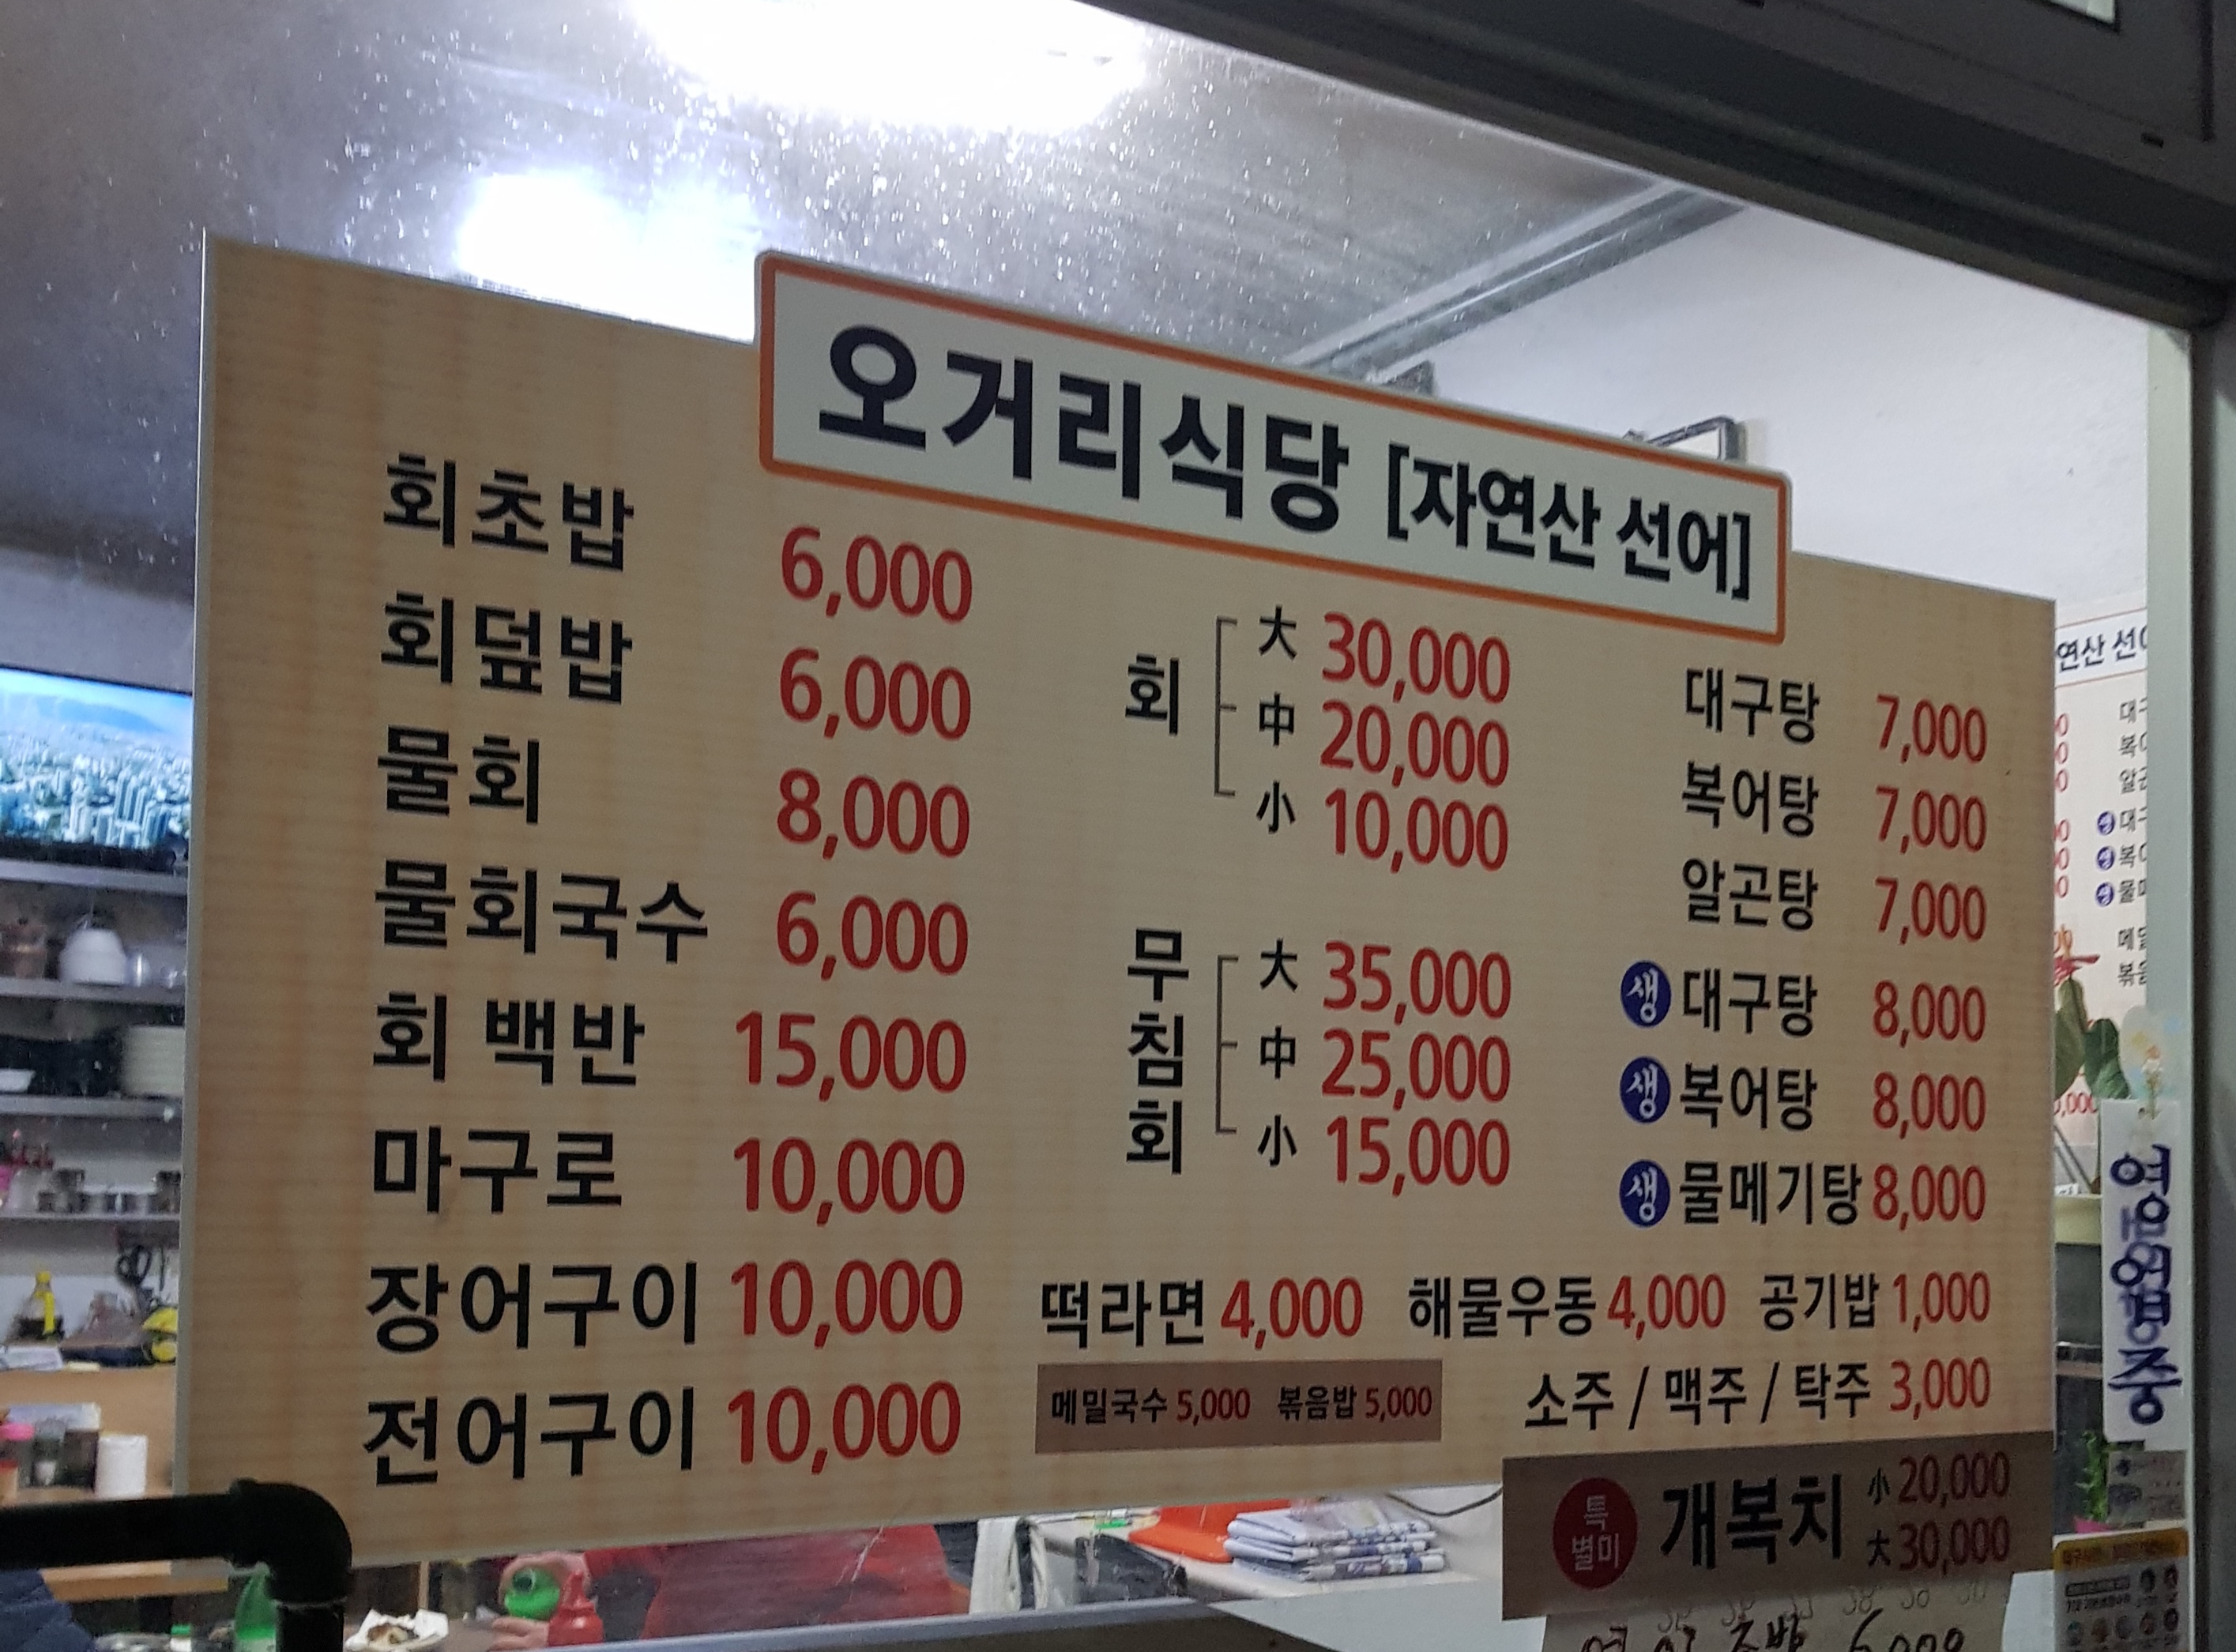 오거리식당 [자연산 선어]
회초밥 6,000
회덮밥 6,000
물회 8,000
물회국수 6,000
회 백반 15,000
마구로 10,000
장어구이 10,000
전어구이 10,000
회 大 30,000
中 20,000
小 10,000
무침회 大 35,000
中 25,000
小 15,000
대구탕 7,000
복어탕 7,000
알곤탕 7,000
생 대구탕 8,000
생 복어탕 8,000
생 물메기탕 8,000
떡라면 4,000 해물우동 4,000 공기밥 1,000
메밀국수 5,000 볶음밥 5,000
소주 / 맥주 / 탁주 3,000
특별미 개복치 小 20,000
大 30,000
영업중
연산 선